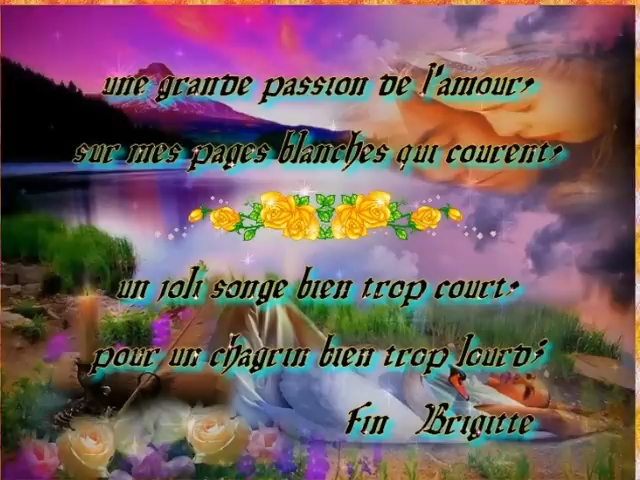 une grande passion de l'amour,
sur mes pages blanches qui courent,
un joli songe bien trop court,
pour un chagrin bien trop lourd,
Fin Brigitte